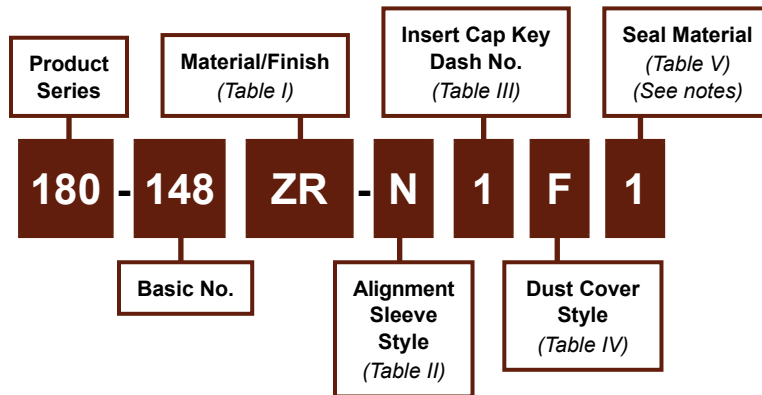 Product
Series
Material/Finish
(Table I)
Insert Cap Key
Dash No.
(Table III)
Seal Material
(Table V)
(See notes)
180 - 148 ZR - N 1 F 1
Basic No.
Alignment
Sleeve
Style
(Table II)
Dust Cover
Style
(Table IV)